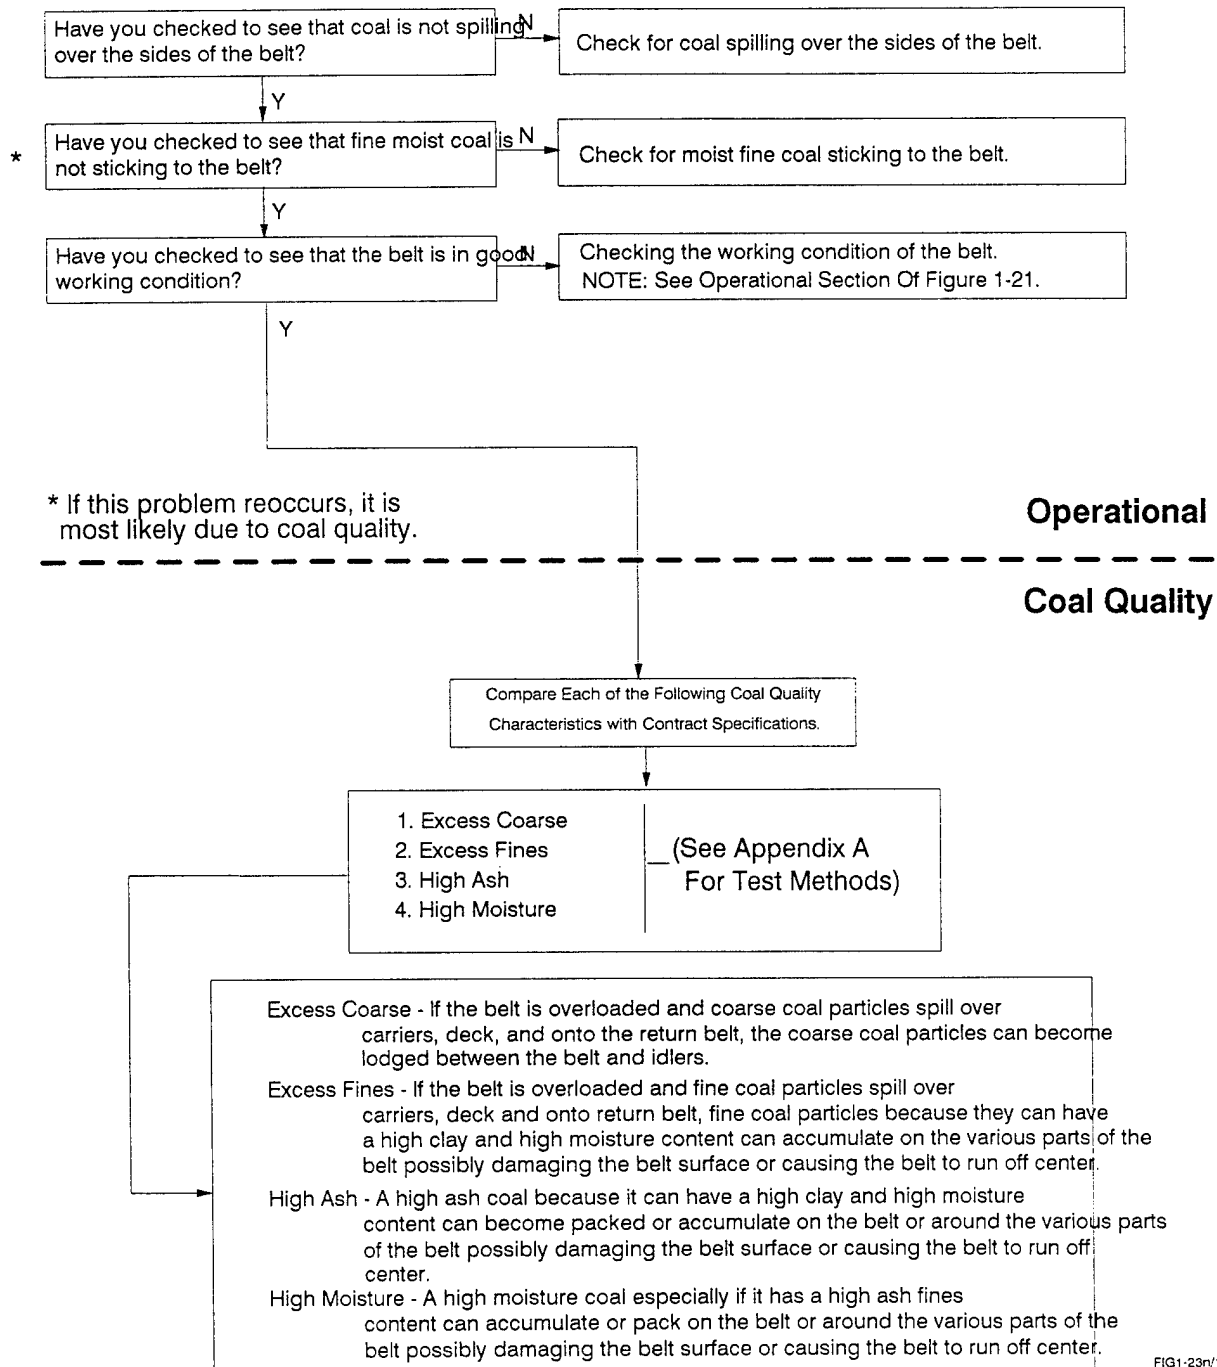 Have you checked to see that coal is not spilling
over the sides of the belt?
N
Check for coal spilling over the sides of the belt.
Y
*
Have you checked to see that fine moist coal is
not sticking to the belt?
N
Check for moist fine coal sticking to the belt.
Y
Have you checked to see that the belt is in good
working condition?
N
Checking the working condition of the belt.
NOTE: See Operational Section Of Figure 1-21.
Y
* If this problem reoccurs, it is
most likely due to coal quality.
Operational
Coal Quality
Compare Each of the Following Coal Quality
Characteristics with Contract Specifications.
1. Excess Coarse
2. Excess Fines
3. High Ash
4. High Moisture
(See Appendix A
For Test Methods)
Excess Coarse - If the belt is overloaded and coarse coal particles spill over
carriers, deck, and onto the return belt, the coarse coal particles can become
lodged between the belt and idlers.
Excess Fines - If the belt is overloaded and fine coal particles spill over
carriers, deck and onto return belt, fine coal particles because they can have
a high clay and high moisture content can accumulate on the various parts of the
belt possibly damaging the belt surface or causing the belt to run off center.
High Ash - A high ash coal because it can have a high clay and high moisture
content can become packed or accumulate on the belt or around the various parts
of the belt possibly damaging the belt surface or causing the belt to run off
center.
High Moisture - A high moisture coal especially if it has a high ash fines
content can accumulate or pack on the belt or around the various parts of the
belt possibly damaging the belt surface or causing the belt to run off center.
FIG1-23n/